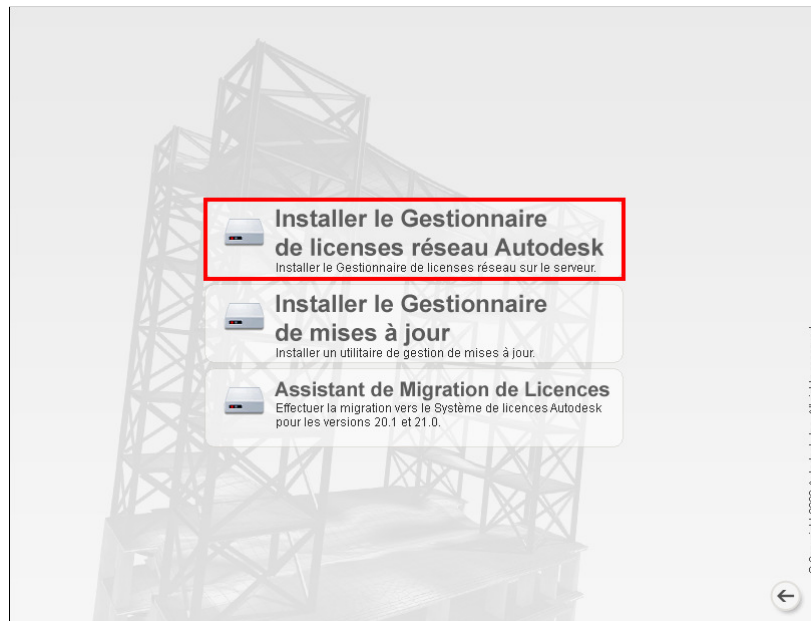 Installer le Gestionnaire
de licenses réseau Autodesk
Installer le Gestionnaire de licenses réseau sur le serveur.
Installer le Gestionnaire
de mises à jour
Installer un utilitaire de gestion de mises à jour.
Assistant de Migration de Licences
Effectuer la migration vers le Système de licences Autodesk
pour les versions 20.1 et 21.0.